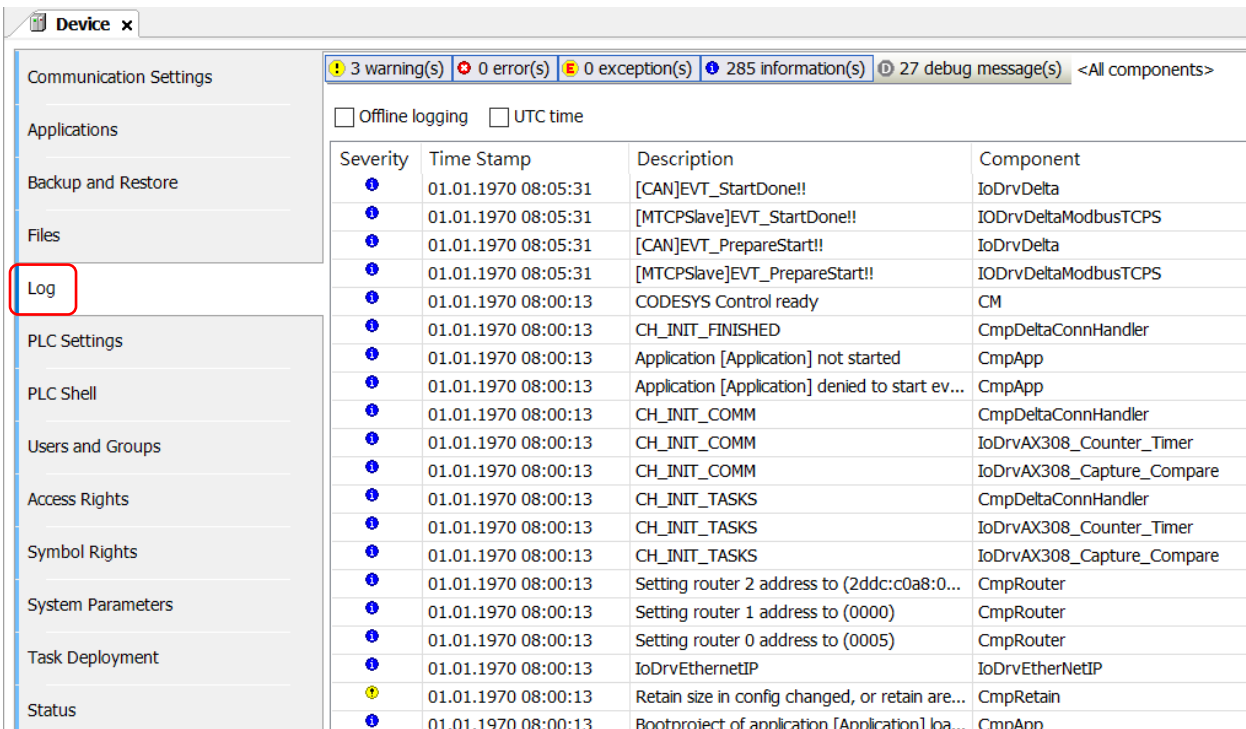 Device x
Communication Settings
Applications
Backup and Restore
Files
Log
PLC Settings
PLC Shell
Users and Groups
Access Rights
Symbol Rights
System Parameters
Task Deployment
Status
3 warning(s) 0 error(s) E 0 exception(s) 285 information(s) D 27 debug message(s) <All components>
Offline logging UTC time
Severity Time Stamp Description Component
01.01.1970 08:05:31 [CAN]EVT_StartDone!! IoDrvDelta
01.01.1970 08:05:31 [MTCPSlave]EVT_StartDone!! IODrvDeltaModbusTCPS
01.01.1970 08:05:31 [CAN]EVT_PrepareStart!! IoDrvDelta
01.01.1970 08:05:31 [MTCPSlave]EVT_PrepareStart!! IODrvDeltaModbusTCPS
01.01.1970 08:00:13 CODESYS Control ready CM
01.01.1970 08:00:13 CH_INIT_FINISHED CmpDeltaConnHandler
01.01.1970 08:00:13 Application [Application] not started CmpApp
01.01.1970 08:00:13 Application [Application] denied to start ev... CmpApp
01.01.1970 08:00:13 CH_INIT_COMM CmpDeltaConnHandler
01.01.1970 08:00:13 CH_INIT_COMM IoDrvAX308_Counter_Timer
01.01.1970 08:00:13 CH_INIT_COMM IoDrvAX308_Capture_Compare
01.01.1970 08:00:13 CH_INIT_TASKS CmpDeltaConnHandler
01.01.1970 08:00:13 CH_INIT_TASKS IoDrvAX308_Counter_Timer
01.01.1970 08:00:13 CH_INIT_TASKS IoDrvAX308_Capture_Compare
01.01.1970 08:00:13 Setting router 2 address to (2ddc:c0a8:0... CmpRouter
01.01.1970 08:00:13 Setting router 1 address to (0000) CmpRouter
01.01.1970 08:00:13 Setting router 0 address to (0005) CmpRouter
01.01.1970 08:00:13 IoDrvEthernetIP IoDrvEtherNetIP
01.01.1970 08:00:13 Retain size in config changed, or retain are... CmpRetain
01.01.1970 08:00:13 Bootproject of application [Application] loa... CmpApp